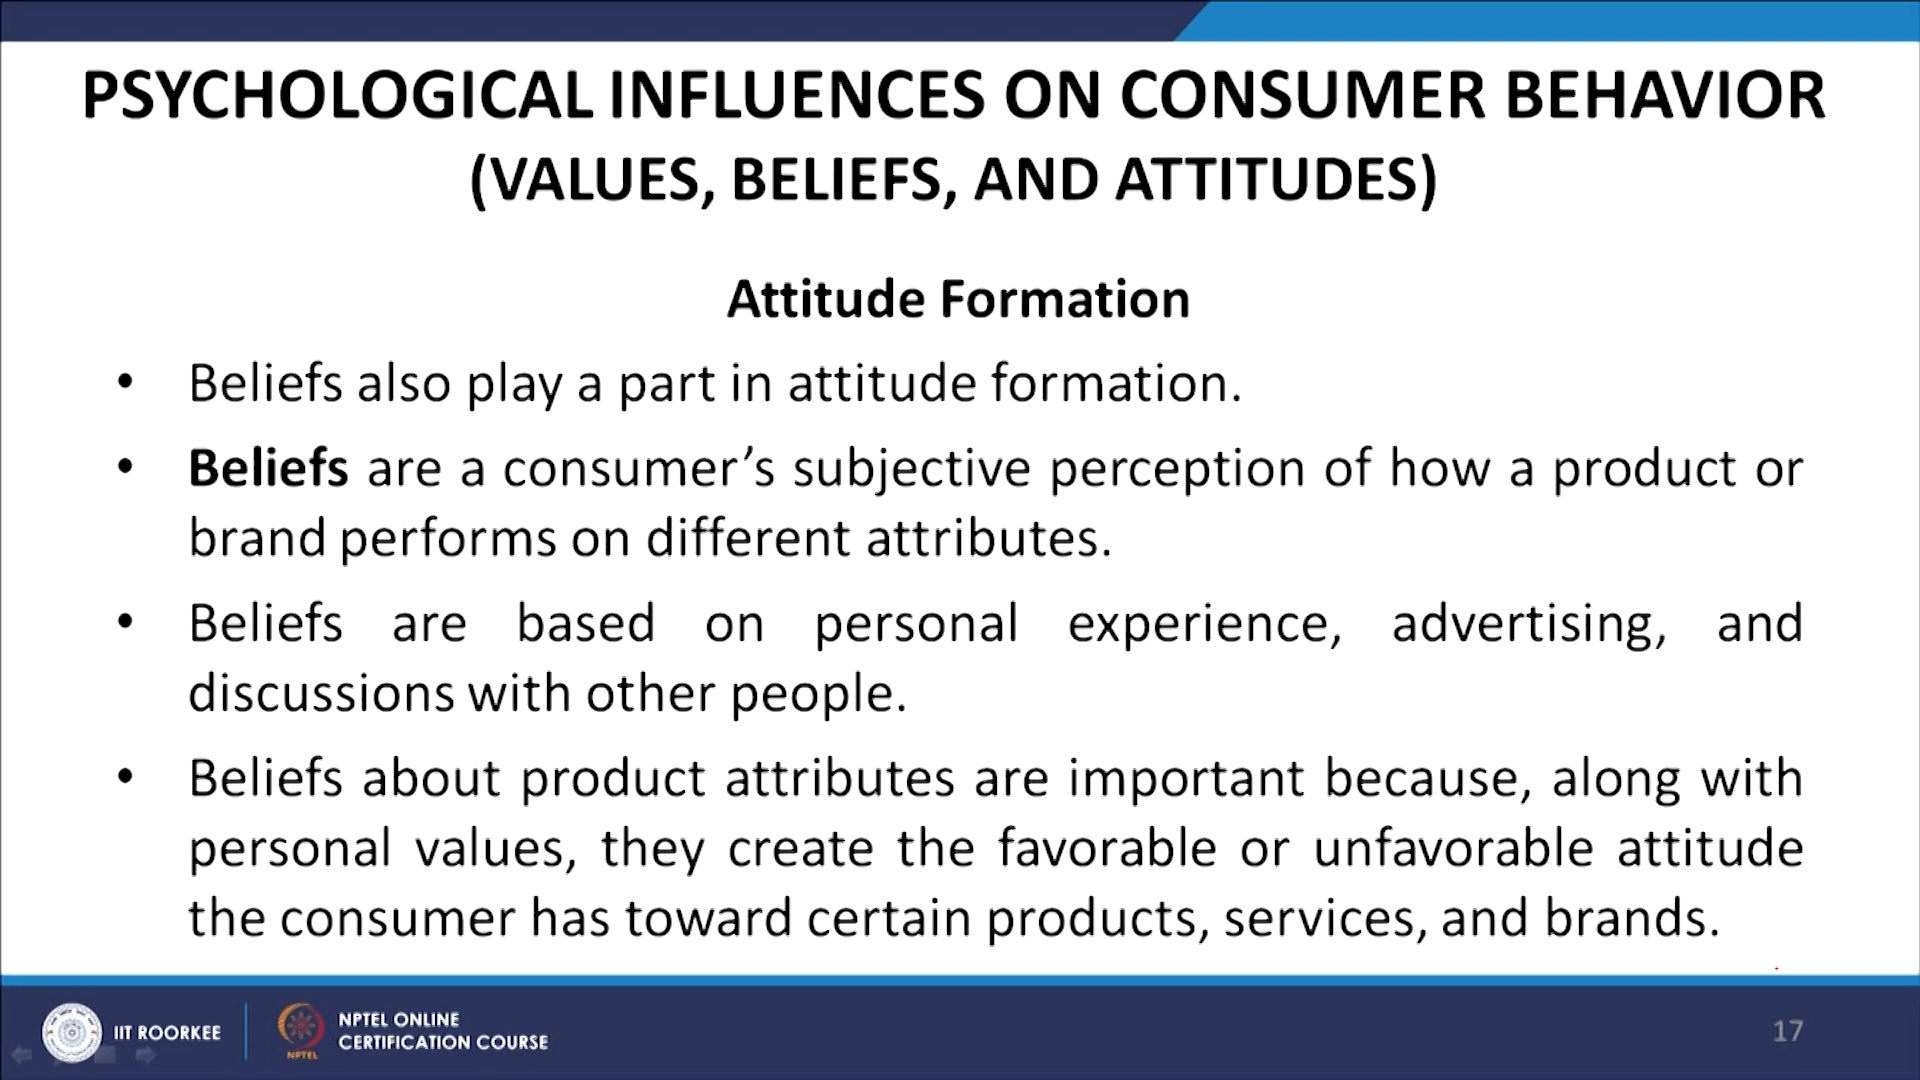 PSYCHOLOGICAL INFLUENCES ON CONSUMER BEHAVIOR
(VALUES, BELIEFS, AND ATTITUDES)
Attitude Formation
• Beliefs also play a part in attitude formation.
• Beliefs are a consumer’s subjective perception of how a product or
brand performs on different attributes.
• Beliefs are based on personal experience, advertising, and
discussions with other people.
• Beliefs about product attributes are important because, along with
personal values, they create the favorable or unfavorable attitude
the consumer has toward certain products, services, and brands.
IIT ROORKEE
NPTEL
NPTEL ONLINE
CERTIFICATION COURSE
17